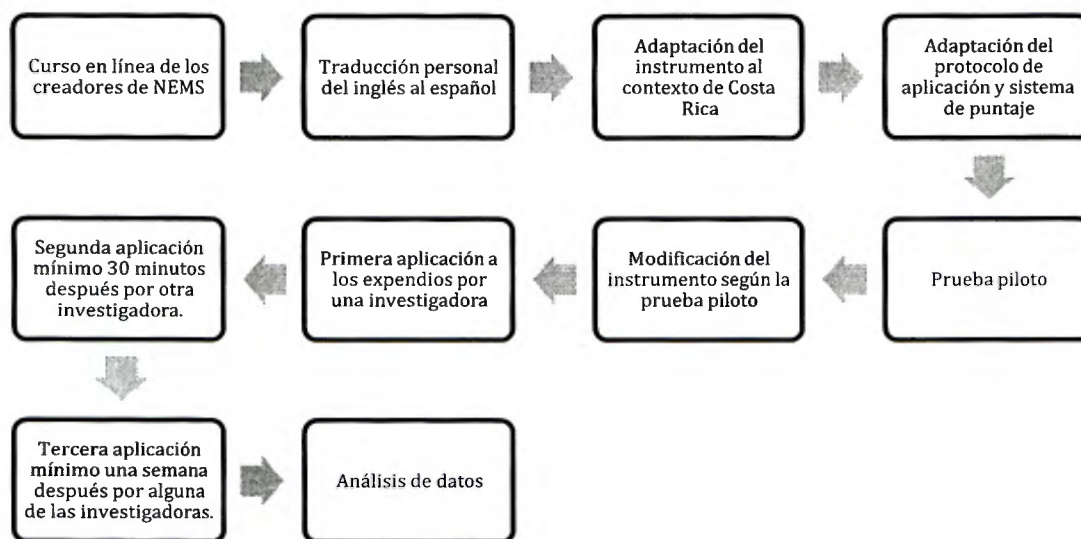 Curso en línea de los
creadores de NEMS
Traducción personal
del inglés al español
Adaptación del
instrumento al
contexto de Costa
Rica
Adaptación del
protocolo de
aplicación y sistema
de puntaje
Prueba piloto
Modificación del
instrumento según la
prueba piloto
Primera aplicación a
los expendios por
una investigadora
Segunda aplicación
mínimo 30 minutos
después por otra
investigadora.
Tercera aplicación
mínimo una semana
después por alguna
de las investigadoras.
Análisis de datos